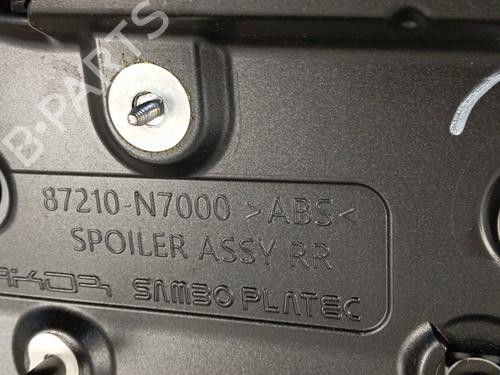 B-PARTS
87210-N7000 >ABS<
SPOILER ASSY RR
SAMBO PLATEC